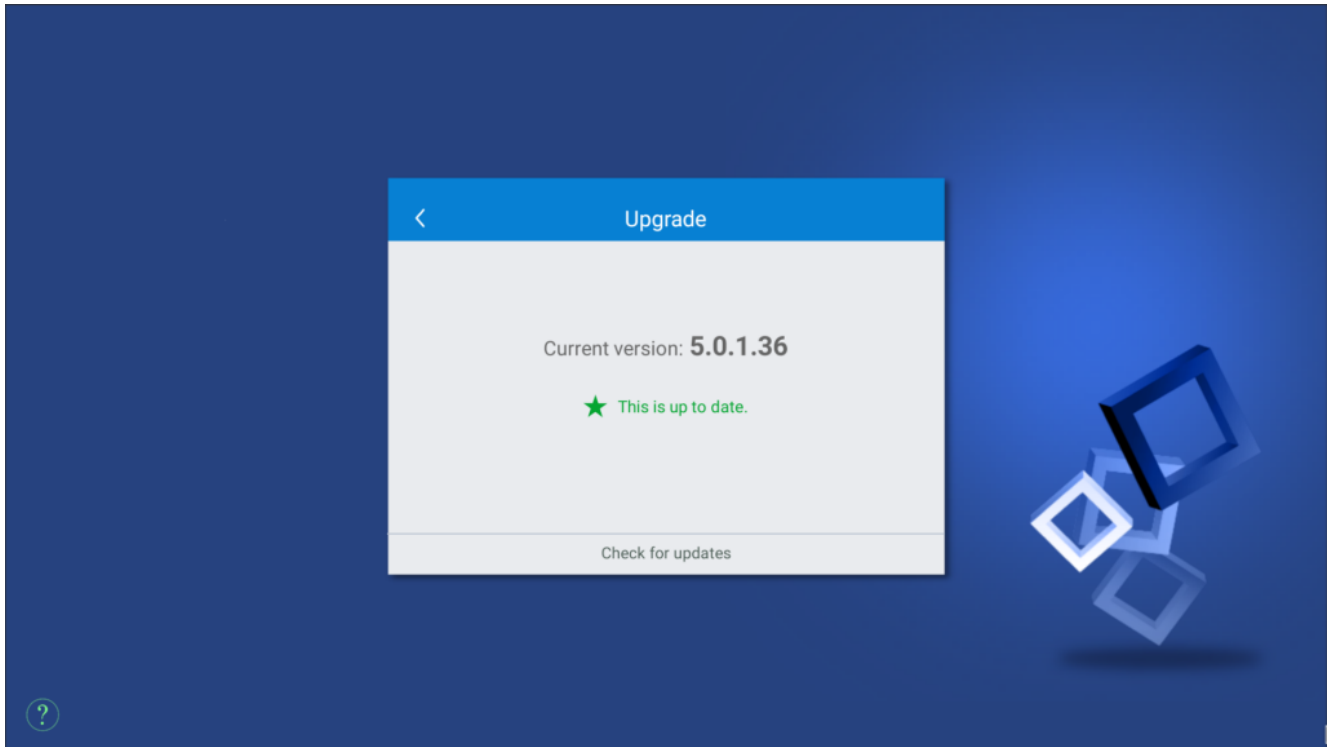 Upgrade
Current version: 5.0.1.36
This is up to date.
Check for updates
?